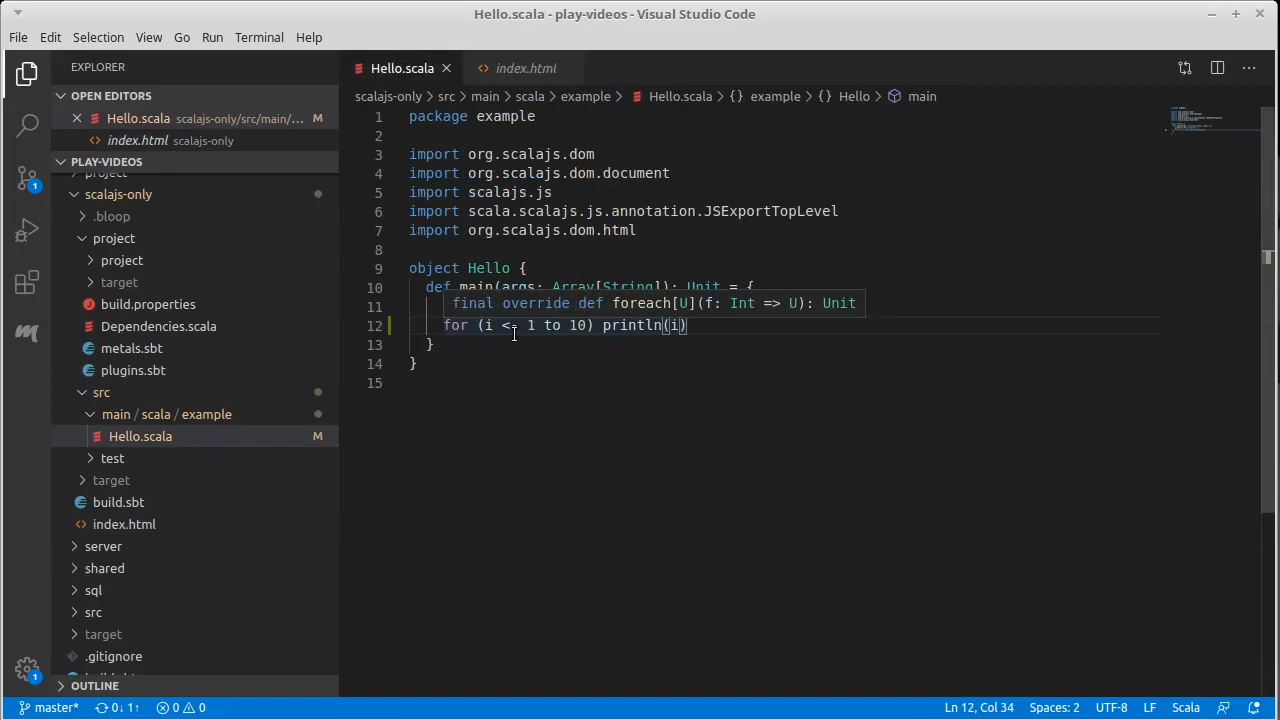 Hello.scala - play-videos - Visual Studio Code
File Edit Selection View Go Run Terminal Help
EXPLORER
OPEN EDITORS
Hello.scala scalajs-only/src/main/... M
index.html scalajs-only
PLAY-VIDEOS
project
scalajs-only
.bloop
project
project
target
build.properties
Dependencies.scala
metals.sbt
plugins.sbt
src
main / scala / example
Hello.scala M
test
target
build.sbt
index.html
server
shared
sql
src
target
.gitignore
OUTLINE
Hello.scala index.html
scalajs-only > src > main > scala > example > Hello.scala > {} example > {} Hello > main
1 package example
2
3 import org.scalajs.dom
4 import org.scalajs.dom.document
5 import scalajs.js
6 import scala.scalajs.js.annotation.JSExportTopLevel
7 import org.scalajs.dom.html
8
9 object Hello {
10 def main(args: Array[String]): Unit = {
11 final override def foreach[U](f: Int => U): Unit
12 for (i <- 1 to 10) println(i)
13 }
14 }
15
1
1
master* 0↓ 1↑ 0 0 Ln 12, Col 34 Spaces: 2 UTF-8 LF Scala